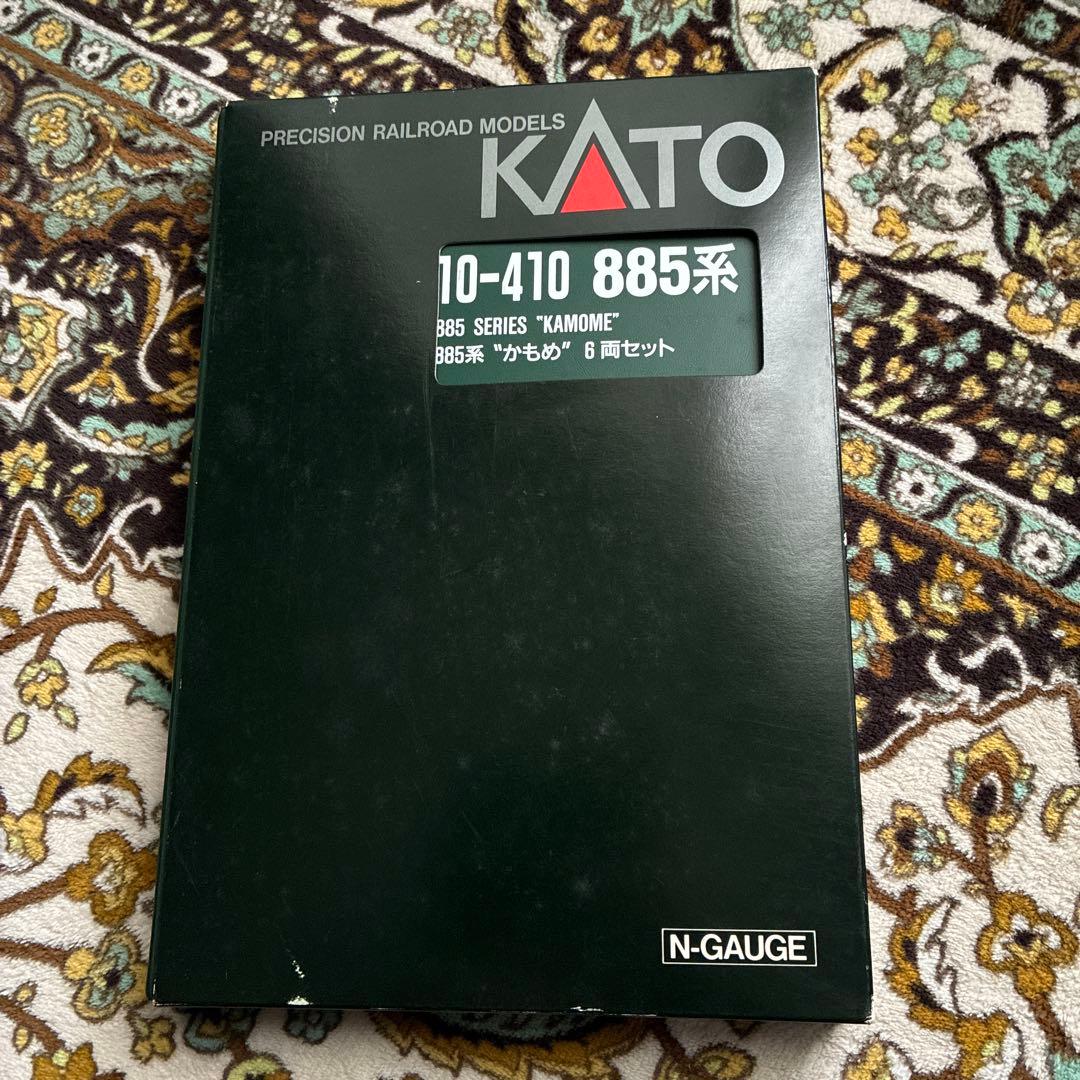 PRECISION RAILROAD MODELS
KATO
10-410 885系
885 SERIES "KAMOME"
885系 "かもめ" 6両セット
N-GAUGE